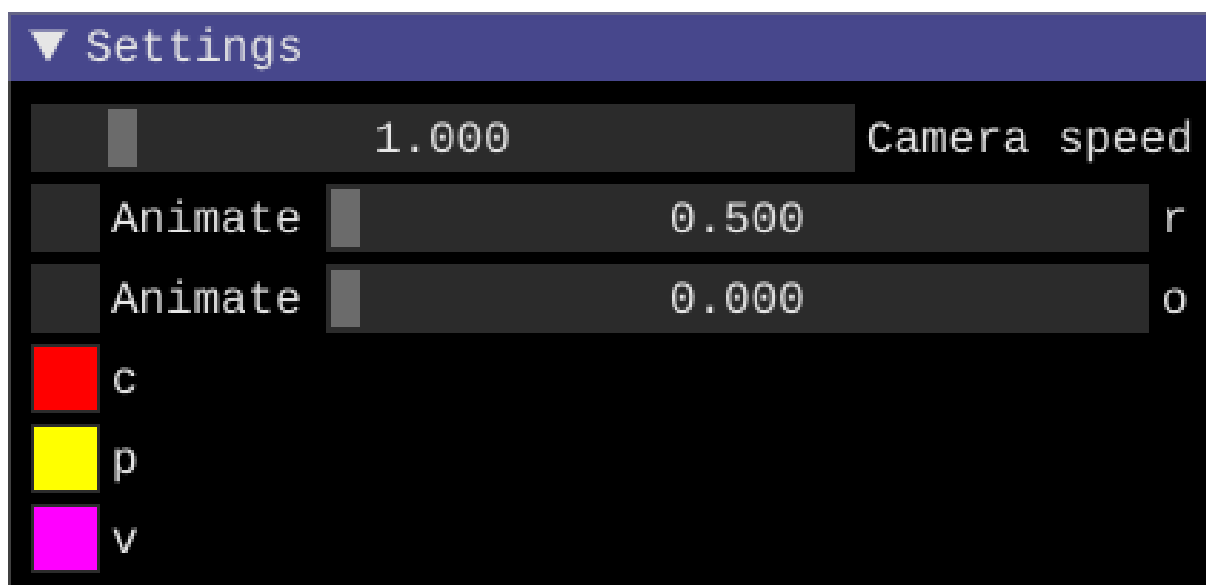 Settings
1.000 Camera speed
Animate 0.500 r
Animate 0.000 o
c
p
v